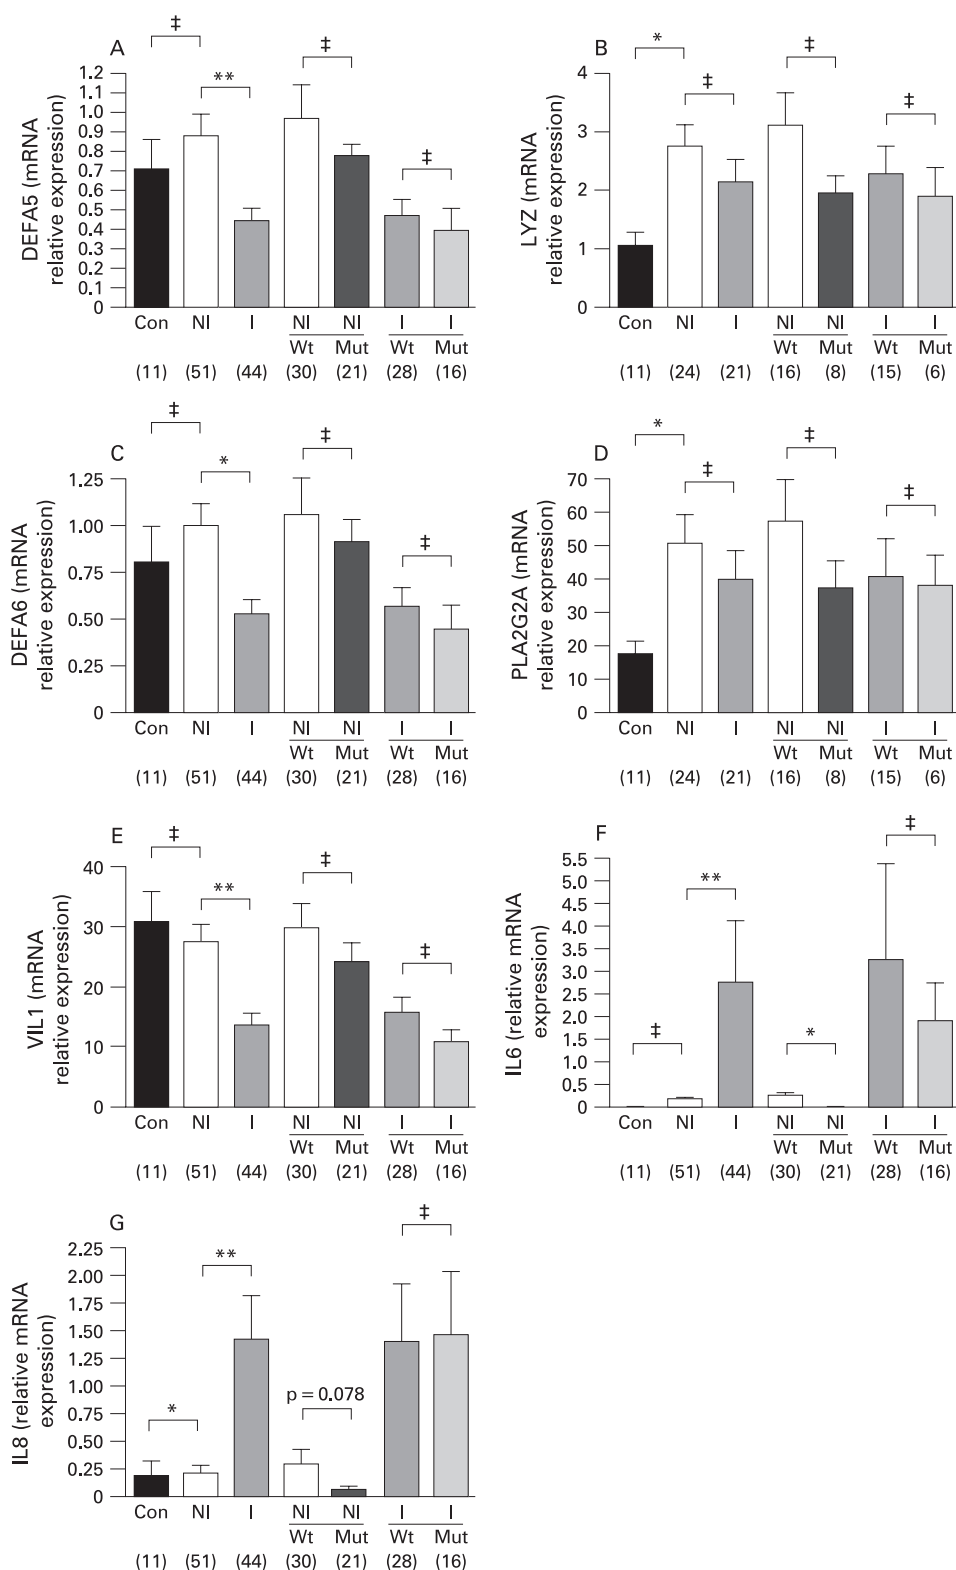 A
‡
**
‡
‡
DEFA5 (mRNA
relative expression)
1.2
1.1
1.0
0.9
0.8
0.7
0.6
0.5
0.4
0.3
0.2
0.1
0
Con NI I NI NI I I
Wt Mut Wt Mut
(11) (51) (44) (30) (21) (28) (16)
B
*
‡
‡
‡
LYZ (mRNA
relative expression)
4
3
2
1
0
Con NI I NI NI I I
Wt Mut Wt Mut
(11) (24) (21) (16) (8) (15) (6)
C
‡
*
‡
‡
DEFA6 (mRNA
relative expression)
1.25
1.00
0.75
0.50
0.25
0
Con NI I NI NI I I
Wt Mut Wt Mut
(11) (51) (44) (30) (21) (28) (16)
D
*
‡
‡
‡
PLA2G2A (mRNA
relative expression)
70
60
50
40
30
20
10
0
Con NI I NI NI I I
Wt Mut Wt Mut
(11) (24) (21) (16) (8) (15) (6)
E
‡
**
‡
‡
VIL1 (mRNA
relative expression)
40
30
20
10
0
Con NI I NI NI I I
Wt Mut Wt Mut
(11) (51) (44) (30) (21) (28) (16)
F
‡
**
*
‡
IL6 (relative mRNA
expression)
5.5
5.0
4.5
4.0
3.5
3.0
2.5
2.0
1.5
1.0
0.5
0
Con NI I NI NI I I
Wt Mut Wt Mut
(11) (51) (44) (30) (21) (28) (16)
G
*
**
p = 0.078
‡
IL8 (relative mRNA
expression)
2.25
2.00
1.75
1.50
1.25
1.00
0.75
0.50
0.25
0
Con NI I NI NI I I
Wt Mut Wt Mut
(11) (51) (44) (30) (21) (28) (16)